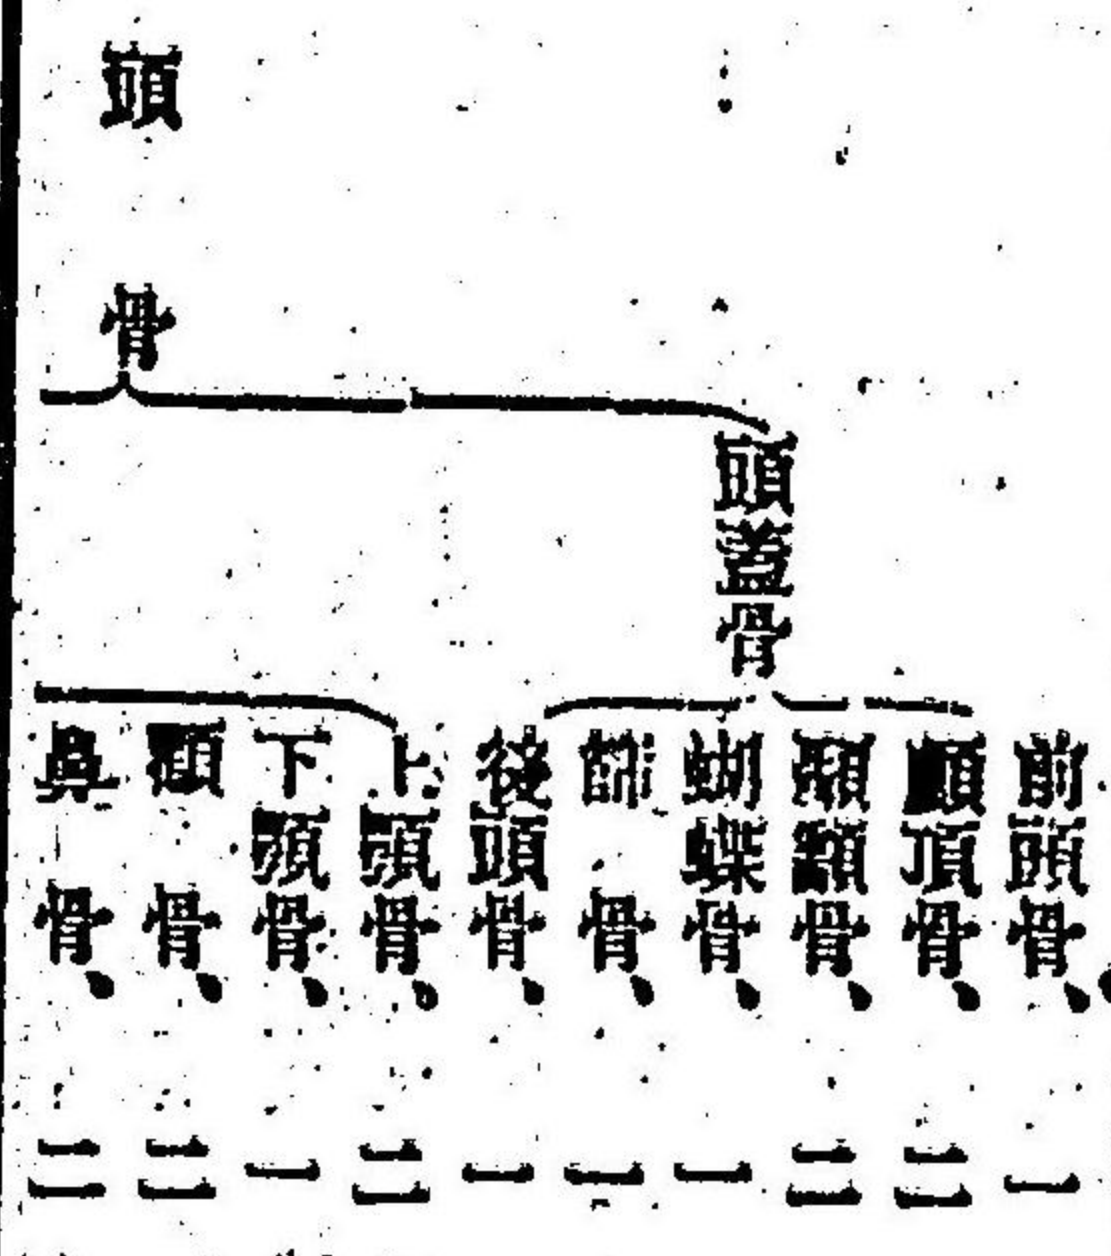 前頭骨、一
顱頂骨、二
顳顬骨、二
蝴蝶骨、一
篩骨、一
後頭骨、一
頭蓋骨
上顎骨、二
下顎骨、一
顴骨、二
鼻骨、二
頭骨